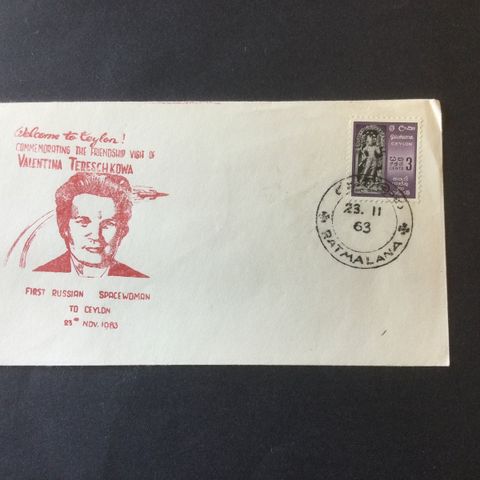 Welcome to Ceylon!
COMMEMORATING THE FRIENDSHIP VISIT OF
VALENTINA TERESCHKOWA
FIRST RUSSIAN SPACEWOMAN
TO CEYLON
23RD NOV. 1963
CEYLON
3
23. 11
63
RATMALANA